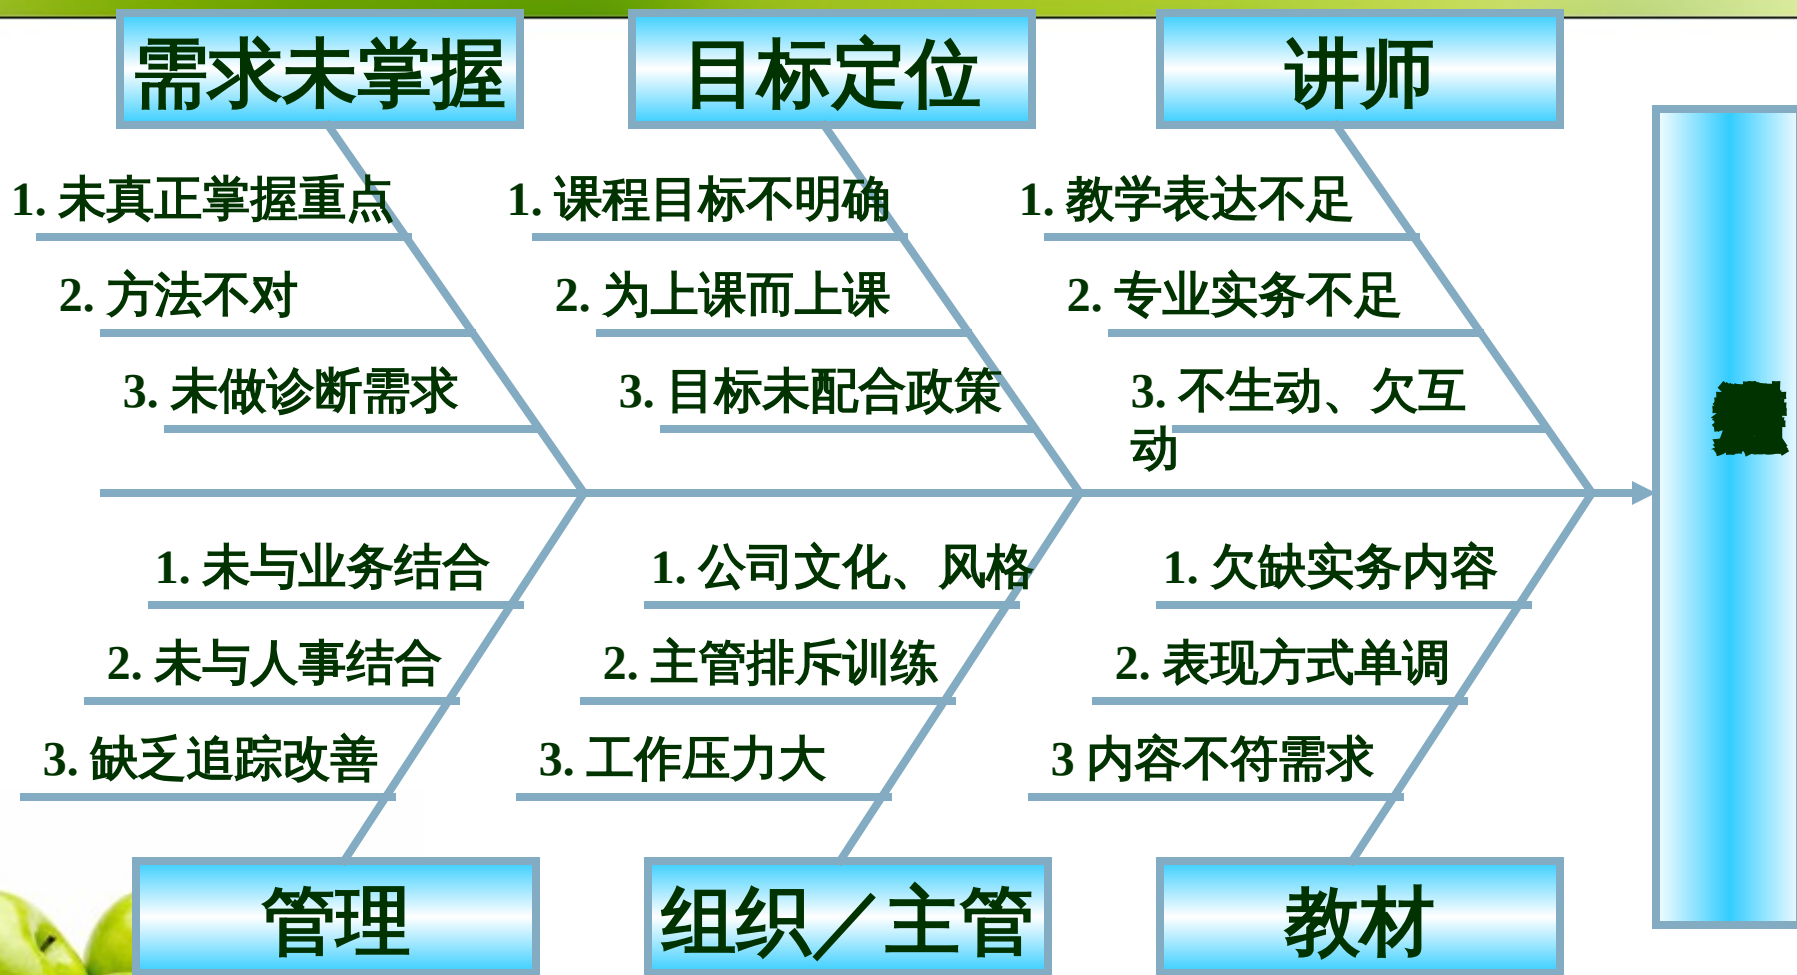 需求未掌握
目标定位
讲师
1. 未真正掌握重点
2. 方法不对
3. 未做诊断需求
1. 课程目标不明确
2. 为上课而上课
3. 目标未配合政策
1. 教学表达不足
2. 专业实务不足
3. 不生动、欠互
动
1. 未与业务结合
2. 未与人事结合
3. 缺乏追踪改善
1. 公司文化、风格
2. 主管排斥训练
3. 工作压力大
1. 欠缺实务内容
2. 表现方式单调
3 内容不符需求
管理
组织／主管
教材